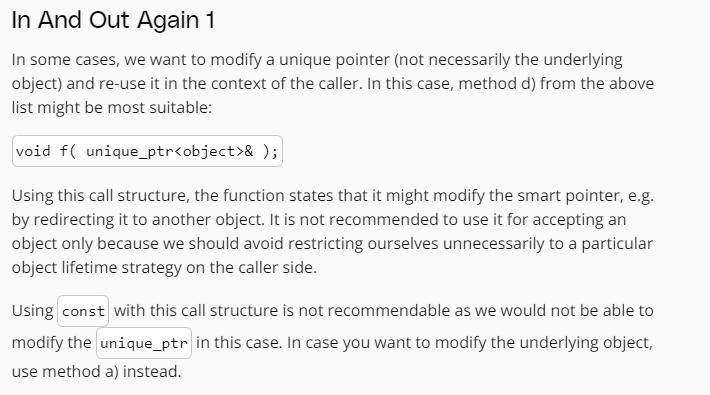 In And Out Again 1
In some cases, we want to modify a unique pointer (not necessarily the underlying
object) and re-use it in the context of the caller. In this case, method d) from the above
list might be most suitable:
void f( unique_ptr<object>& );
Using this call structure, the function states that it might modify the smart pointer, e.g.
by redirecting it to another object. It is not recommended to use it for accepting an
object only because we should avoid restricting ourselves unnecessarily to a particular
object lifetime strategy on the caller side.
Using const with this call structure is not recommendable as we would not be able to
modify the unique_ptr in this case. In case you want to modify the underlying object,
use method a) instead.